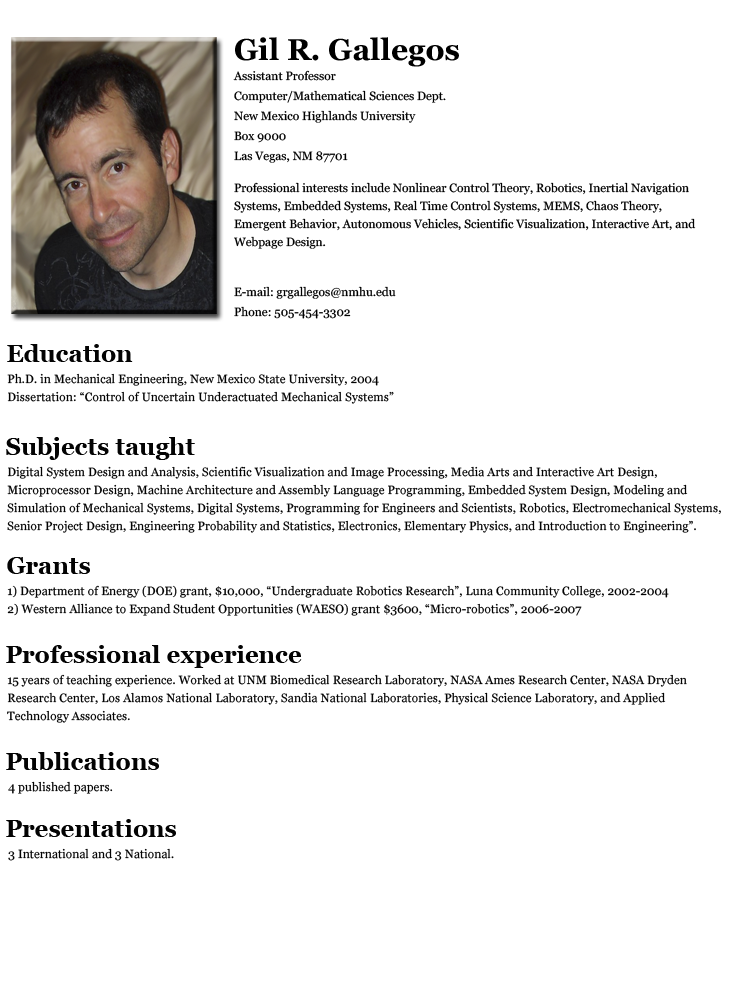 Gil R. Gallegos
Assistant Professor
Computer/Mathematical Sciences Dept.
New Mexico Highlands University
Box 9000
Las Vegas, NM 87701
Professional interests include Nonlinear Control Theory, Robotics, Inertial Navigation
Systems, Embedded Systems, Real Time Control Systems, MEMS, Chaos Theory,
Emergent Behavior, Autonomous Vehicles, Scientific Visualization, Interactive Art, and
Webpage Design.
E-mail: grgallegos@nmhu.edu
Phone: 505-454-3302
Education
Ph.D. in Mechanical Engineering, New Mexico State University, 2004
Dissertation: “Control of Uncertain Underactuated Mechanical Systems”
Subjects taught
Digital System Design and Analysis, Scientific Visualization and Image Processing, Media Arts and Interactive Art Design,
Microprocessor Design, Machine Architecture and Assembly Language Programming, Embedded System Design, Modeling and
Simulation of Mechanical Systems, Digital Systems, Programming for Engineers and Scientists, Robotics, Electromechanical Systems,
Senior Project Design, Engineering Probability and Statistics, Electronics, Elementary Physics, and Introduction to Engineering”.
Grants
1) Department of Energy (DOE) grant, $10,000, “Undergraduate Robotics Research”, Luna Community College, 2002-2004
2) Western Alliance to Expand Student Opportunities (WAESO) grant $3600, “Micro-robotics”, 2006-2007
Professional experience
15 years of teaching experience. Worked at UNM Biomedical Research Laboratory, NASA Ames Research Center, NASA Dryden
Research Center, Los Alamos National Laboratory, Sandia National Laboratories, Physical Science Laboratory, and Applied
Technology Associates.
Publications
4 published papers.
Presentations
3 International and 3 National.